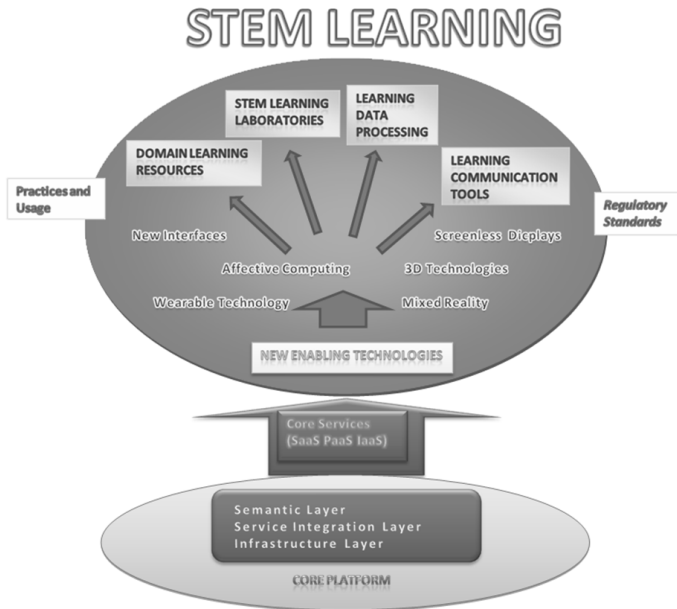 STEM LEARNING
STEM LEARNING
LABORATORIES
LEARNING
DATA
PROCESSING
DOMAIN LEARNING
RESOURCES
LEARNING
COMMUNICATION
TOOLS
Practices and
Usage
Regulatory
Standards
New Interfaces
Screenless Dicplays
Affective Computing
3D Technologies
Wearable Technology
Mixed Reality
NEW ENABLING TECHNOLOGIES
Core Services
(SaaS PaaS IaaS)
Semantic Layer
Service Integration Layer
Infrastructure Layer
CORE PLATFORM